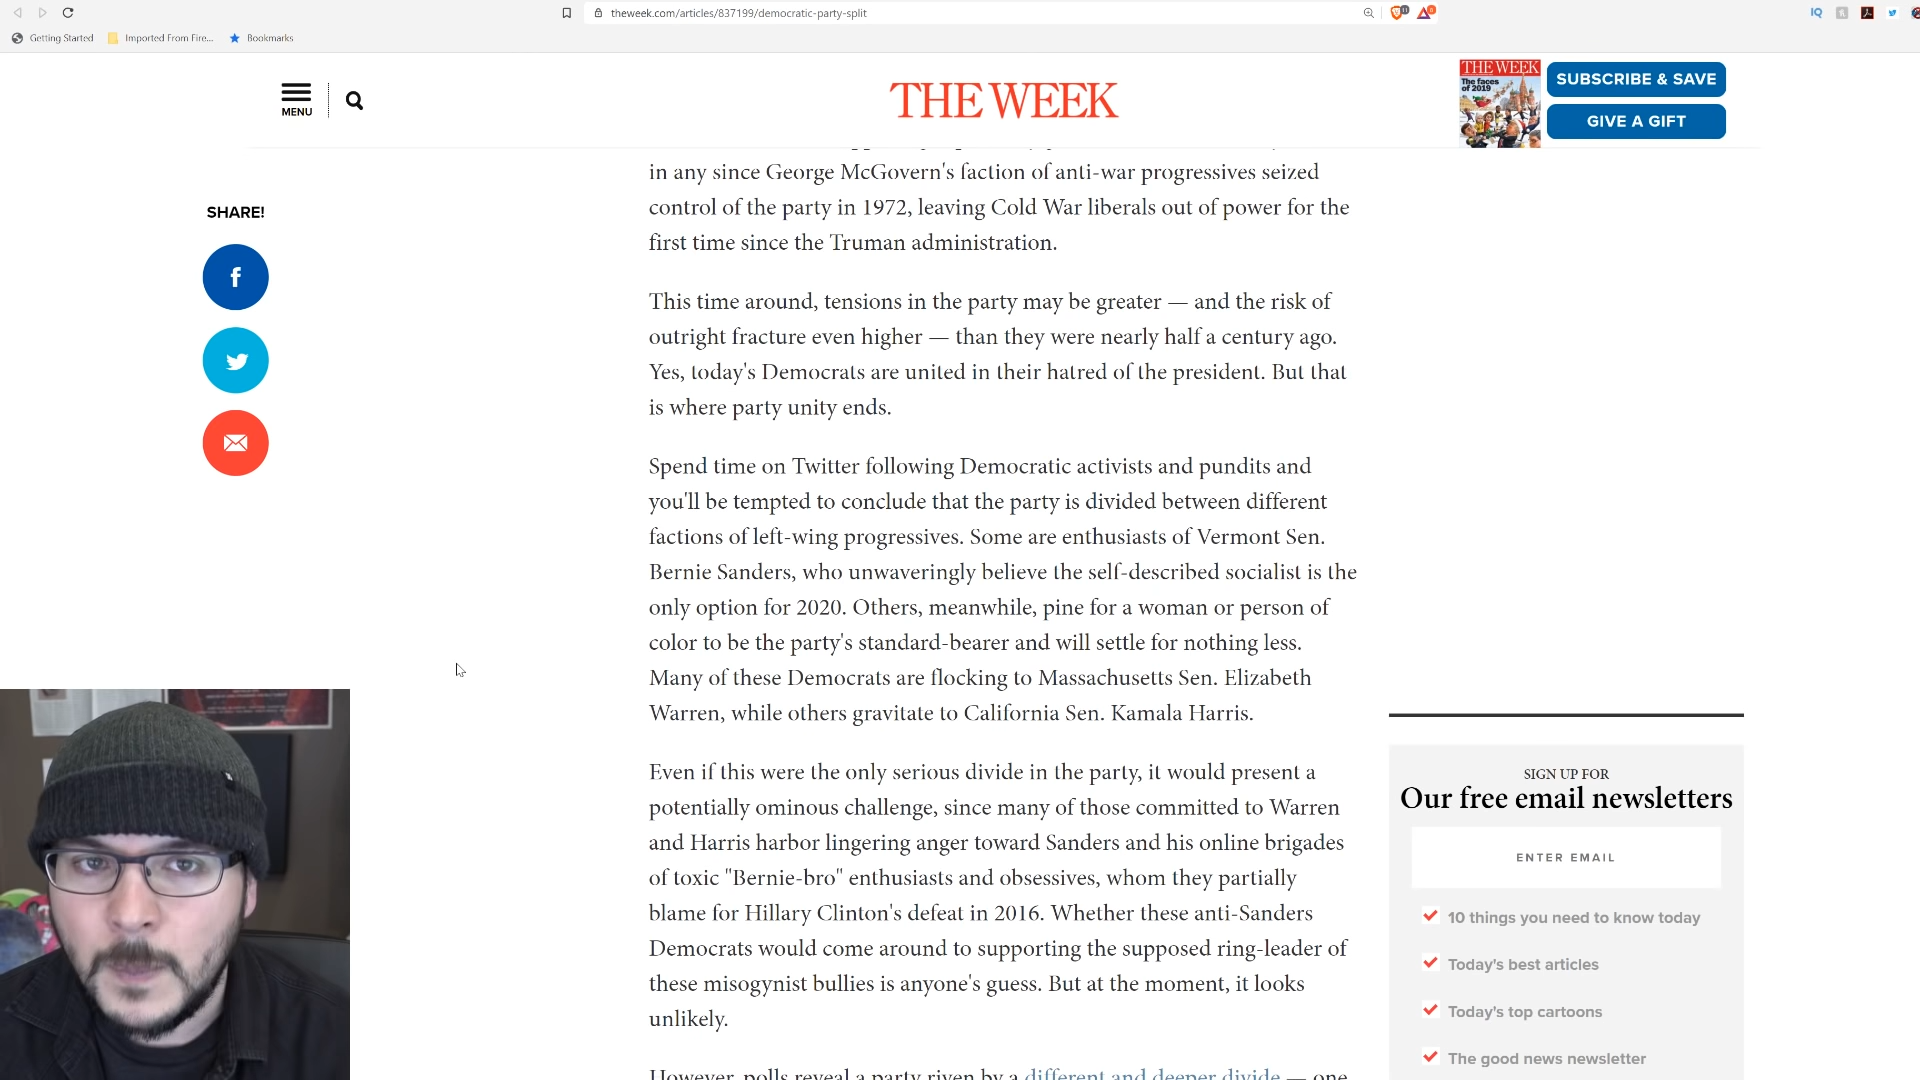 theweek.com/articles/837199/democratic-party-split
IQ
Getting Started
Imported From Fire...
Bookmarks
MENU
THE WEEK
THE WEEK
The faces
of 2019
SUBSCRIBE & SAVE
GIVE A GIFT
SHARE!
in any since George McGovern's faction of anti-war progressives seized
control of the party in 1972, leaving Cold War liberals out of power for the
first time since the Truman administration.
This time around, tensions in the party may be greater — and the risk of
outright fracture even higher — than they were nearly half a century ago.
Yes, today's Democrats are united in their hatred of the president. But that
is where party unity ends.
Spend time on Twitter following Democratic activists and pundits and
you'll be tempted to conclude that the party is divided between different
factions of left-wing progressives. Some are enthusiasts of Vermont Sen.
Bernie Sanders, who unwaveringly believe the self-described socialist is the
only option for 2020. Others, meanwhile, pine for a woman or person of
color to be the party's standard-bearer and will settle for nothing less.
Many of these Democrats are flocking to Massachusetts Sen. Elizabeth
Warren, while others gravitate to California Sen. Kamala Harris.
Even if this were the only serious divide in the party, it would present a
potentially ominous challenge, since many of those committed to Warren
and Harris harbor lingering anger toward Sanders and his online brigades
of toxic "Bernie-bro" enthusiasts and obsessives, whom they partially
blame for Hillary Clinton's defeat in 2016. Whether these anti-Sanders
Democrats would come around to supporting the supposed ring-leader of
these misogynist bullies is anyone's guess. But at the moment, it looks
unlikely.
However, polls reveal a party riven by a different and deeper divide — one
SIGN UP FOR
Our free email newsletters
ENTER EMAIL
10 things you need to know today
Today's best articles
Today's top cartoons
The good news newsletter